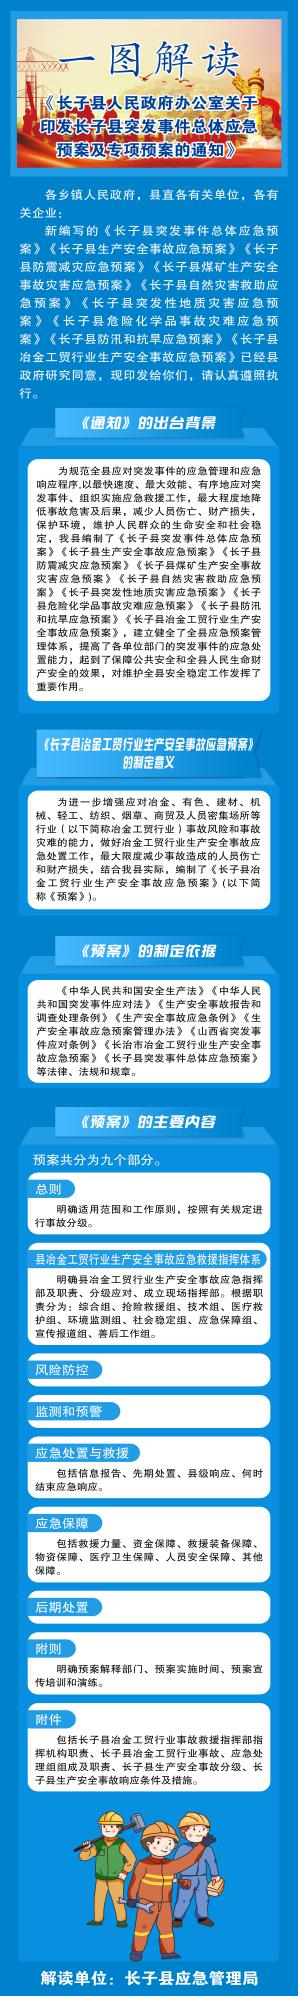 一图解读
《长子县人民政府办公室关于
印发长子县突发事件总体应急
预案及专项预案的通知》
各乡镇人民政府，县直各有关单位，各有
关企业：
新编写的《长子县突发事件总体应急预
案》《长子县生产安全事故应急预案》《长子
县防震减灾应急预案》《长子县煤矿生产安全
事故灾害应急预案》《长子县自然灾害救助应
急预案》《长子县突发性地质灾害应急预案》
《长子县危险化学品事故灾难应急预
案》《长子县防汛和抗旱应急预案》《长子县
冶金工贸行业生产安全事故应急预案》已经县
政府研究同意，现印发给你们，请认真遵照执
行。
《通知》的出台背景
为规范全县应对突发事件的应急管理和应急
响应程序,以最快速度、最大效能、有序地应对突
发事件、组织实施应急救援工作，最大程度地降
低事故危害及后果，减少人员伤亡、财产损失，
保护环境，维护人民群众的生命安全和社会稳
定，我县编制了《长子县突发事件总体应急预
案》《长子县生产安全事故应急预案》《长子县
防震减灾应急预案》《长子县煤矿生产安全事故
灾害应急预案》《长子县自然灾害救助应急预
案》《长子县突发性地质灾害应急预案》《长子
县危险化学品事故灾难应急预案》《长子县防汛
和抗旱应急预案》《长子县冶金工贸行业生产安
全事故应急预案》，建立健全了全县应急预案管
理体系，提高了各单位部门的突发事件的应急处
置能力，起到了保障公共安全和全县人民生命财
产安全的效果，对维护全县安全稳定工作发挥了
重要作用。
《长子县冶金工贸行业生产安全事故应急预案》
的制定意义
为进一步增强应对冶金、有色、建材、机
械、轻工、纺织、烟草、商贸及人员密集场所等
行业（以下简称冶金工贸行业）事故风险和事故
灾难的能力，做好冶金工贸行业生产安全事故应
急处置工作，最大限度减少事故造成的人员伤亡
和财产损失，结合我县实际，编制了《长子县冶
金工贸行业生产安全事故应急预案》(以下简
称《预案》)。
《预案》的制定依据
《中华人民共和国安全生产法》《中华人民
共和国突发事件应对法》《生产安全事故报告和
调查处理条例》《生产安全事故应急条例》《生
产安全事故应急预案管理办法》《山西省突发事
件应对条例》《长治市冶金工贸行业生产安全事
故应急预案》《长子县突发事件总体应急预案》
等法律、法规和规章。
《预案》的主要内容
预案共分为九个部分。
总则
明确适用范围和工作原则，按照有关规定进
行事故分级。
县冶金工贸行业生产安全事故应急救援指挥体系
明确县冶金工贸行业生产安全事故应急指挥
部及职责、分级应对、成立现场指挥部。根据职
责分为：综合组、抢险救援组、技术组、医疗救
护组、环境监测组、社会稳定组、应急保障组、
宣传报道组、善后工作组。
风险防控
监测和预警
应急处置与救援
包括信息报告、先期处置、县级响应、何时
结束应急响应。
应急保障
包括救援力量、资金保障、救援装备保障、
物资保障、医疗卫生保障、人员安全保障、其他
保障。
后期处置
附则
明确预案解释部门、预案实施时间、预案宣
传培训和演练。
附件
包括长子县冶金工贸行业事故救援指挥部指
挥机构职责、长子县冶金工贸行业事故、应急处
理组组成及职责、长子县生产安全事故分级、长
子县生产安全事故响应条件及措施。
解读单位：长子县应急管理局